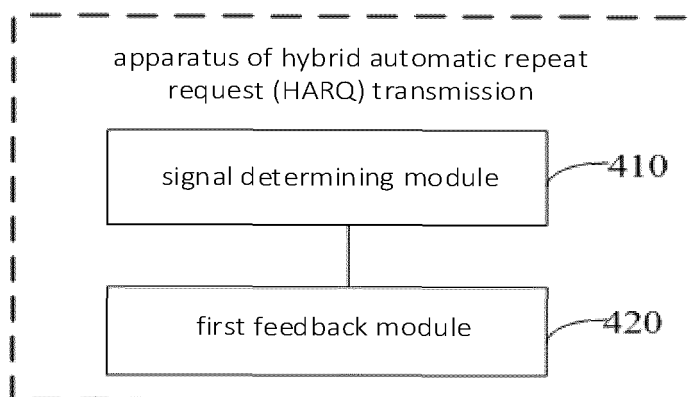 apparatus of hybrid automatic repeat
request (HARQ) transmission
signal determining module
410
first feedback module
420